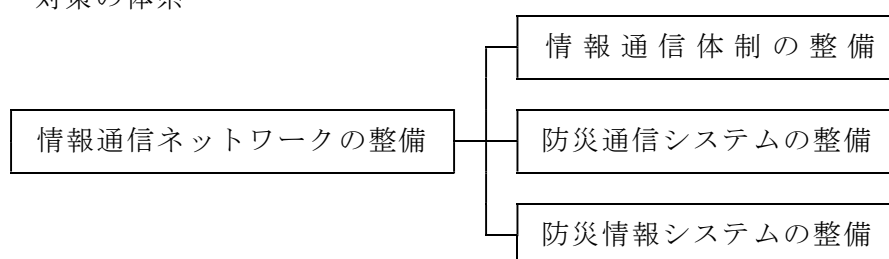 対策の体系
情報通信体制の整備
情報通信ネットワークの整備
防災通信システムの整備
防災情報システムの整備